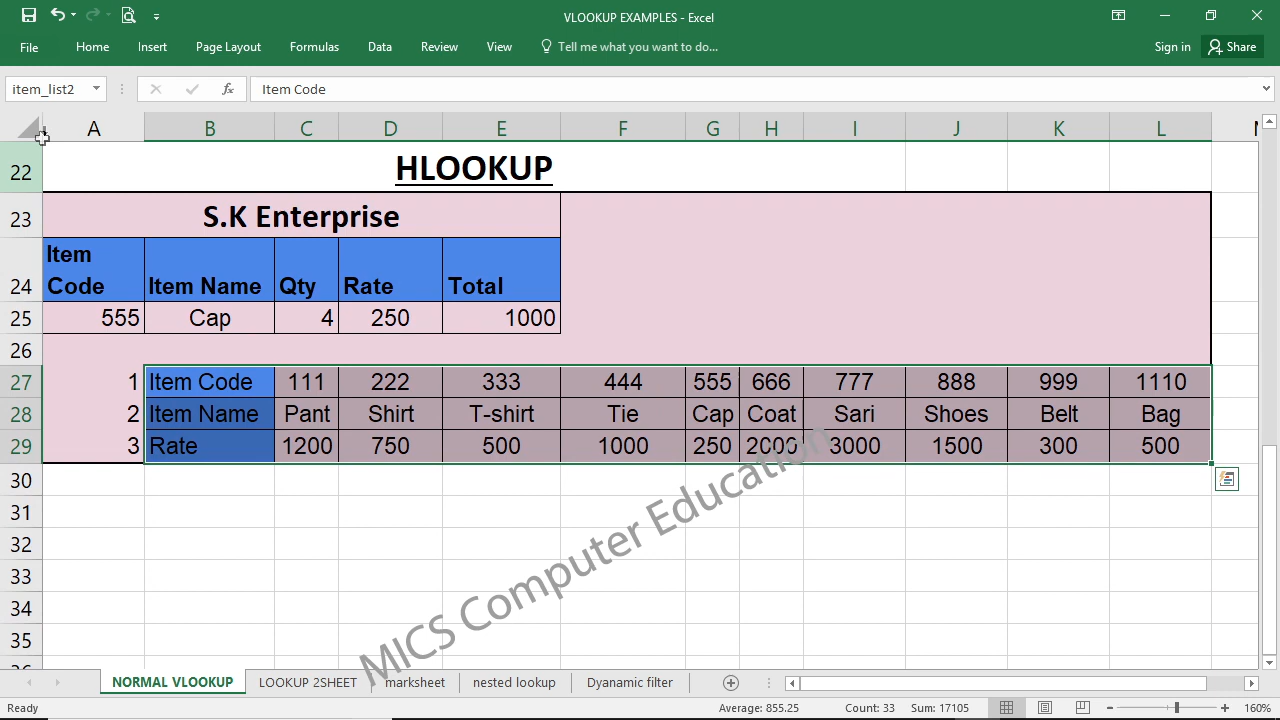 VLOOKUP EXAMPLES - Excel
File Home Insert Page Layout Formulas Data Review View Tell me what you want to do... Sign in Share
item_list2 fx Item Code
A B C D E F G H I J K L
22 HLOOKUP
23 S.K Enterprise
24 Item Code Item Name Qty Rate Total
25 555 Cap 4 250 1000
26
27 1 Item Code 111 222 333 444 555 666 777 888 999 1110
28 2 Item Name Pant Shirt T-shirt Tie Cap Coat Sari Shoes Belt Bag
29 3 Rate 1200 750 500 1000 250 2000 3000 1500 300 500
30
31
32
33
34
35
MICS Computer Education
NORMAL VLOOKUP LOOKUP 2SHEET marksheet nested lookup Dyanamic filter
Ready Average: 855.25 Count: 33 Sum: 17105 160%